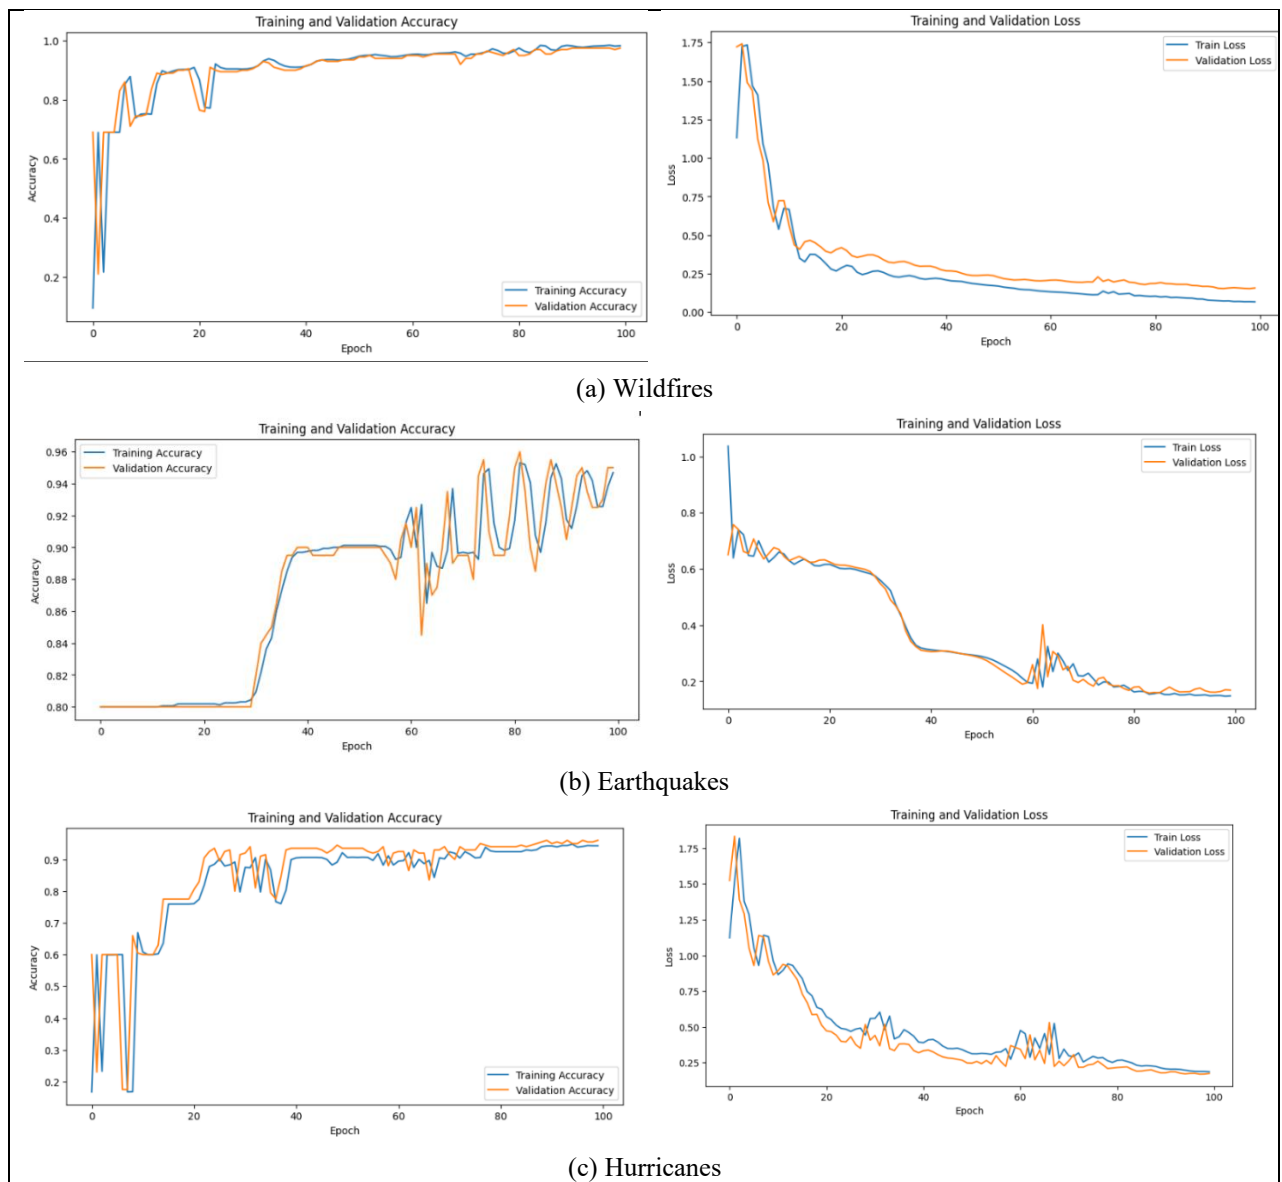 Training and Validation Accuracy
1.0
0.8
0.6
0.4
0.2
Accuracy
0 20 40 60 80 100
Epoch
Training Accuracy
Validation Accuracy
Training and Validation Loss
1.75
1.50
1.25
1.00
0.75
0.50
0.25
0.00
Loss
0 20 40 60 80 100
Epoch
Train Loss
Validation Loss
(a) Wildfires
Training and Validation Accuracy
0.96
0.94
0.92
0.90
0.88
0.86
0.84
0.82
0.80
Accuracy
0 20 40 60 80 100
Epoch
Training Accuracy
Validation Accuracy
Training and Validation Loss
1.0
0.8
0.6
0.4
0.2
Loss
0 20 40 60 80 100
Epoch
Train Loss
Validation Loss
(b) Earthquakes
Training and Validation Accuracy
0.9
0.8
0.7
0.6
0.5
0.4
0.3
0.2
Accuracy
0 20 40 60 80 100
Epoch
Training Accuracy
Validation Accuracy
Training and Validation Loss
1.75
1.50
1.25
1.00
0.75
0.50
0.25
Loss
0 20 40 60 80 100
Epoch
Train Loss
Validation Loss
(c) Hurricanes